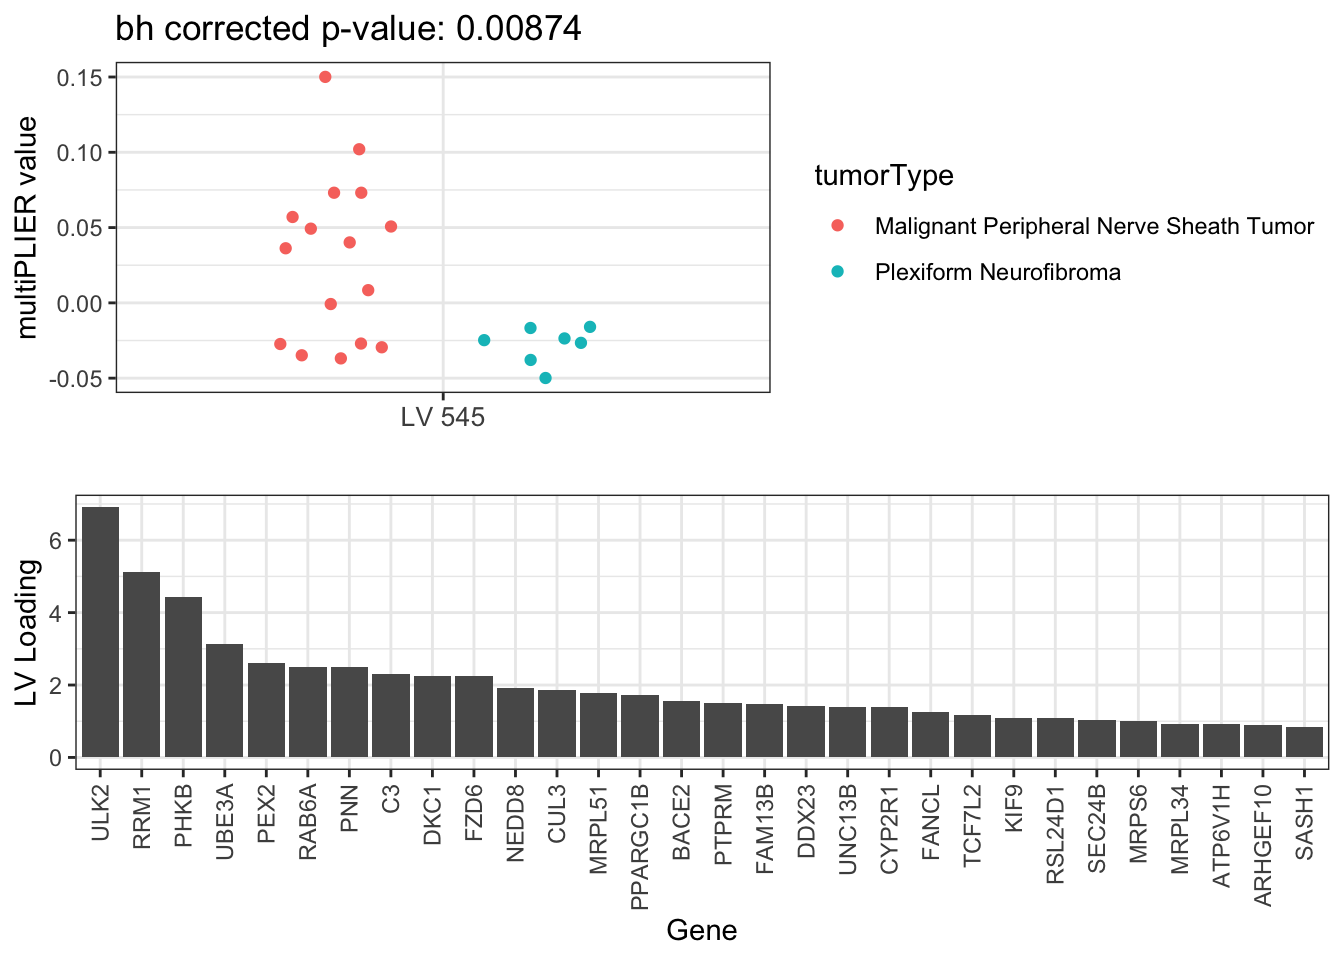 bh corrected p-value: 0.00874
multiPLIER value
0.15
0.10
0.05
0.00
-0.05
LV 545
tumorType
Malignant Peripheral Nerve Sheath Tumor
Plexiform Neurofibroma
LV Loading
6
4
2
0
ULK2
RRM1
PHKB
UBE3A
PEX2
RAB6A
PNN
C3
DKC1
FZD6
NEDD8
CUL3
MRPL51
PPARGC1B
BACE2
PTPRM
FAM13B
DDX23
UNC13B
CYP2R1
FANCL
TCF7L2
KIF9
RSL24D1
SEC24B
MRPS6
MRPL34
ATP6V1H
ARHGEF10
SASH1
Gene